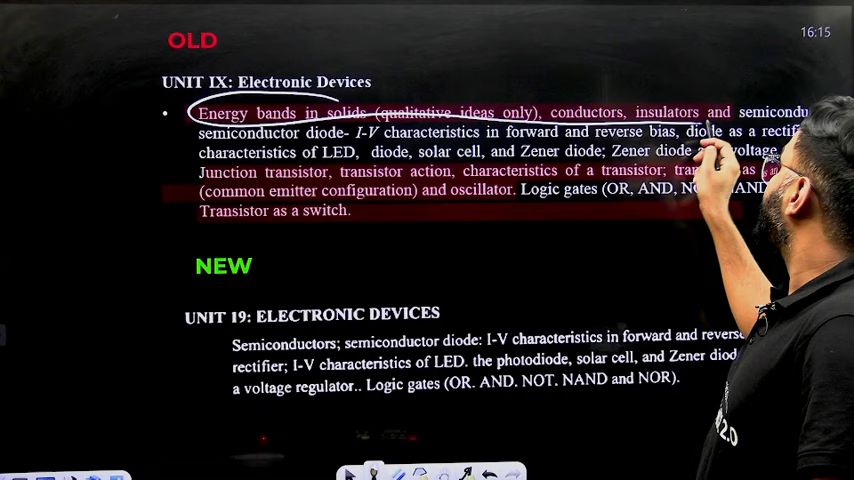 OLD
16:15
UNIT IX: Electronic Devices
• Energy bands in solids (qualitative ideas only), conductors, insulators and
semiconductor diode- I-V characteristics in forward and reverse bias, diode as a
characteristics of LED, diode, solar cell, and Zener diode; Zener diode voltage
Junction transistor, transistor action, characteristics of a transistor; as
(common emitter configuration) and oscillator. Logic gates (OR, AND,
Transistor as a switch.
NEW
UNIT 19: ELECTRONIC DEVICES
Semiconductors; semiconductor diode: I-V characteristics in forward and
rectifier; I-V characteristics of LED. the photodiode, solar cell, and Zener
a voltage regulator.. Logic gates (OR. AND. NOT. NAND and NOR).
2.0